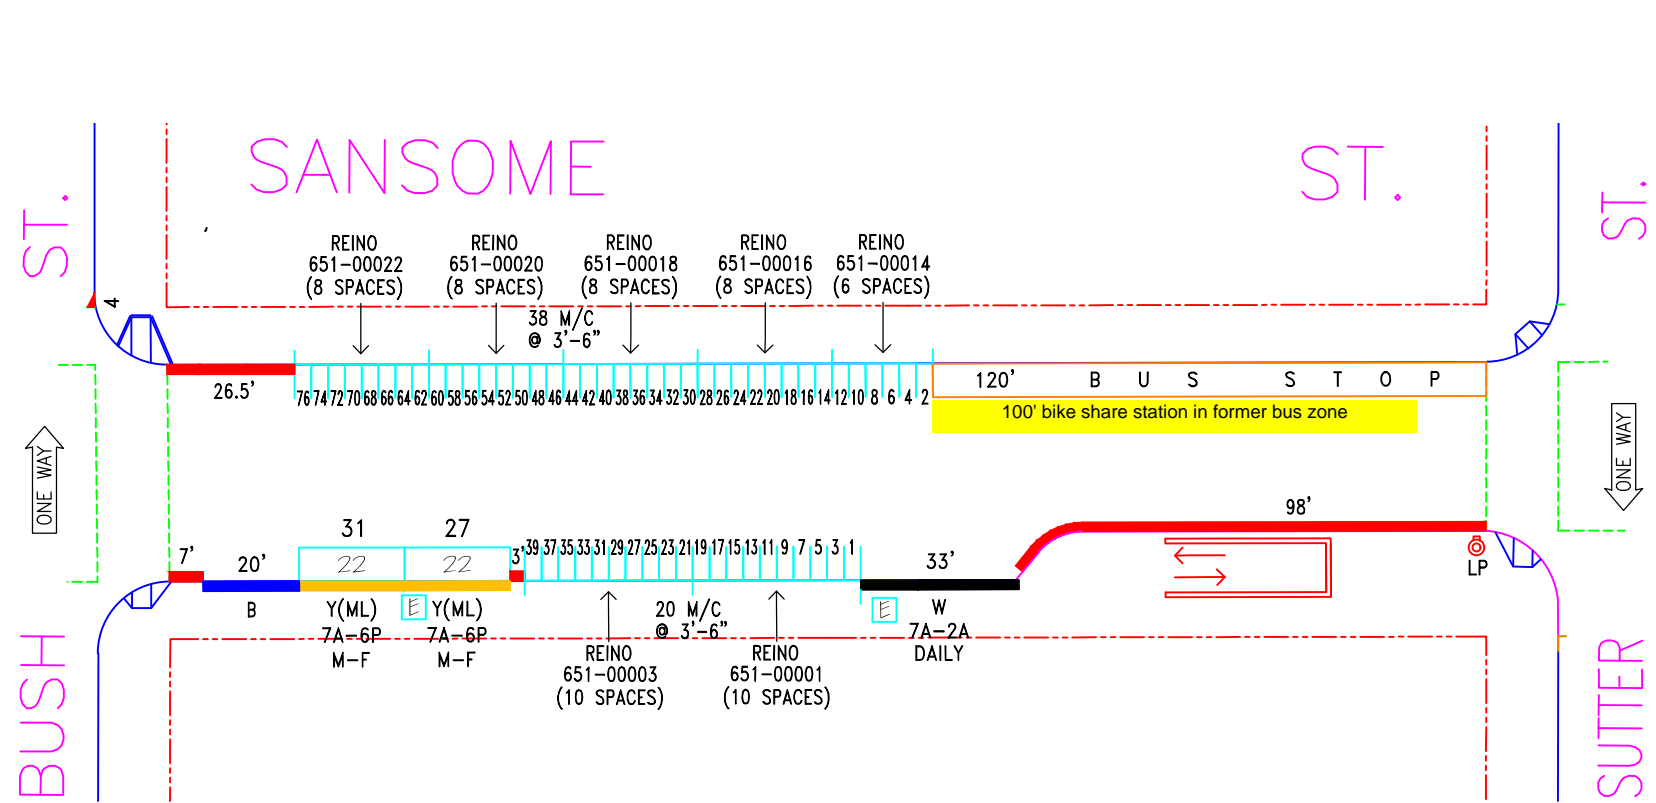 SANSOME ST.
ST.
ST.
REINO
651-00022
(8 SPACES)
REINO
651-00020
(8 SPACES)
REINO
651-00018
(8 SPACES)
REINO
651-00016
(8 SPACES)
REINO
651-00014
(6 SPACES)
4
38 M/C
@ 3'-6"
26.5'
76 74 72 70 68 66 64 62 60 58 56 54 52 50 48 46 44 42 40 38 36 34 32 30 28 26 24 22 20 18 16 14 12 10 8 6 4 2
120' BUS STOP
100' bike share station in former bus zone
ONE WAY
ONE WAY
98'
31
27
7'
20'
22
22
3'
39 37 35 33 31 29 27 25 23 21 19 17 15 13 11 9 7 5 3 1
33'
LP
B
Y(ML)
7A-6P
M-F
E
Y(ML)
7A-6P
M-F
20 M/C
@ 3'-6"
E
W
7A-2A
DAILY
REINO
651-00003
(10 SPACES)
REINO
651-00001
(10 SPACES)
BUSH
SUTTER